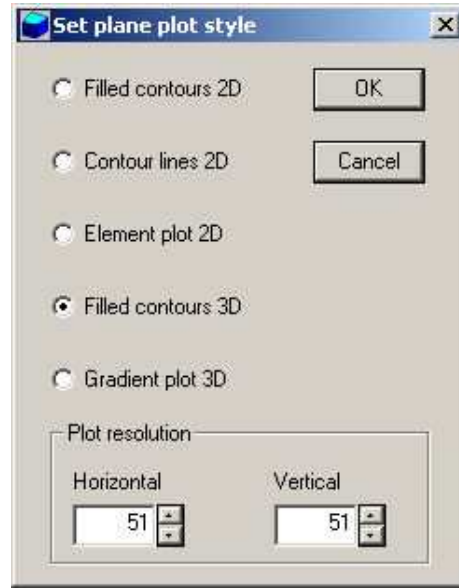 Set plane plot style
Filled contours 2D
OK
Contour lines 2D
Cancel
Element plot 2D
Filled contours 3D
Gradient plot 3D
Plot resolution
Horizontal
Vertical
51
51